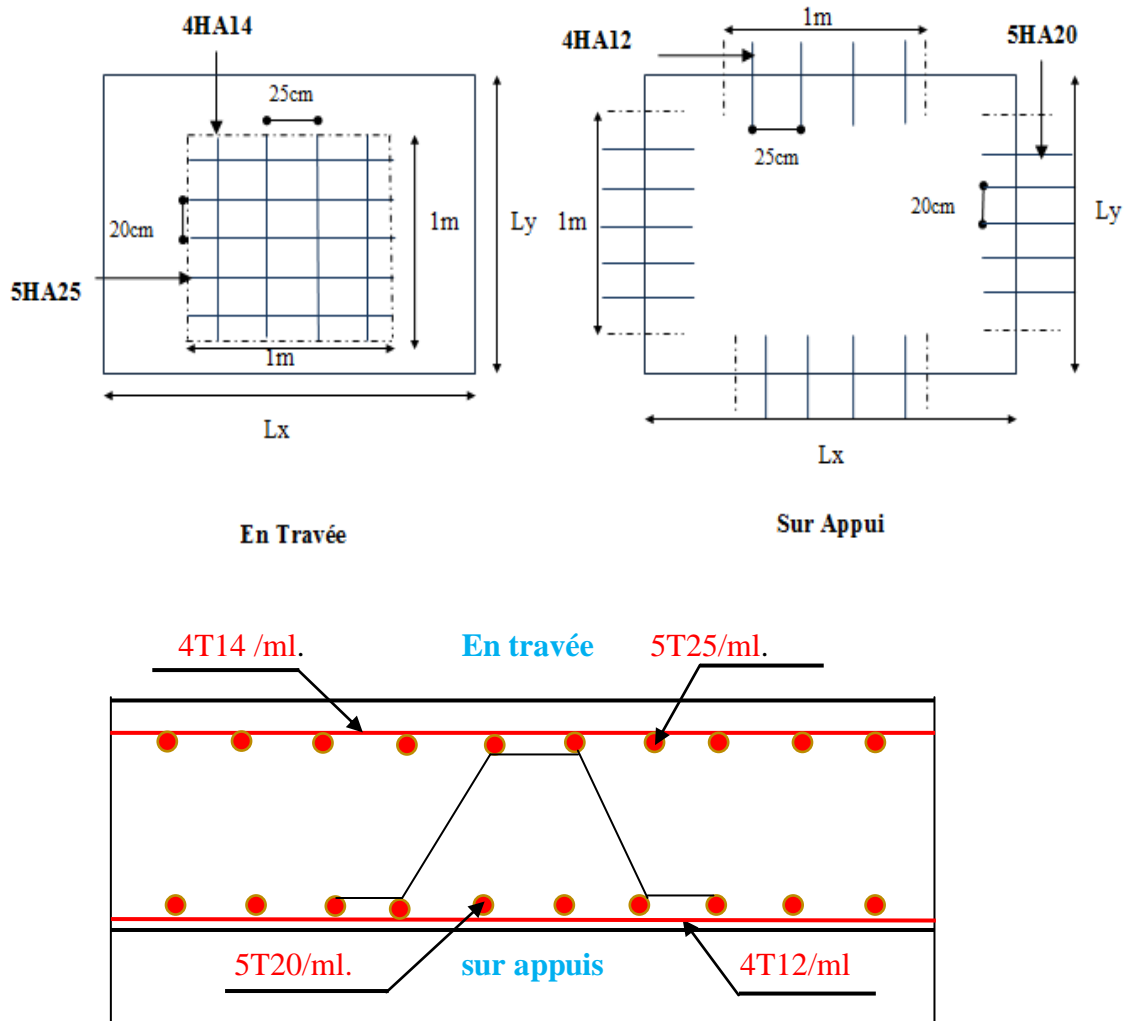 4HA14
25cm
20cm
1m
Ly
5HA25
1m
Lx
En Travée
1m
4HA12
5HA20
25cm
1m
20cm
Ly
Lx
Sur Appui
4T14 /ml. En travée 5T25/ml.
5T20/ml. sur appuis 4T12/ml